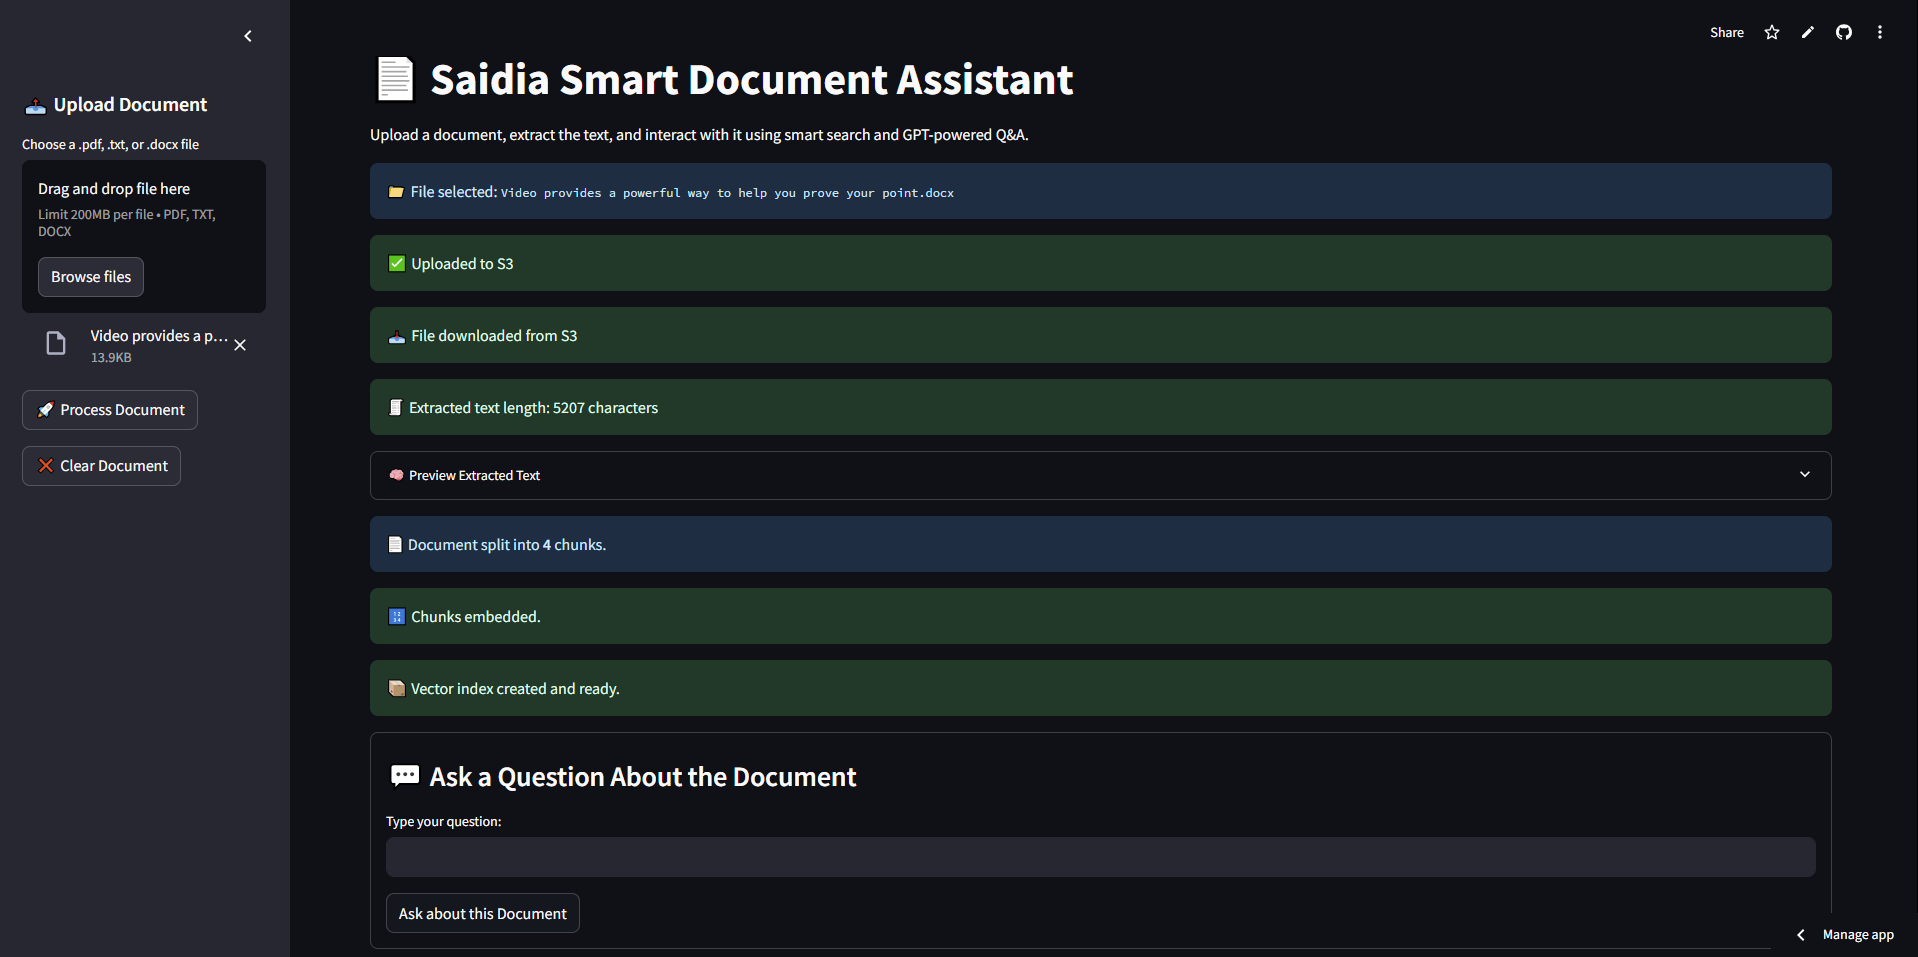 Share
Upload Document
Choose a .pdf, .txt, or .docx file
Drag and drop file here
Limit 200MB per file • PDF, TXT,
DOCX
Browse files
Video provides a p...
13.9KB
Process Document
Clear Document
Saidia Smart Document Assistant
Upload a document, extract the text, and interact with it using smart search and GPT-powered Q&A.
File selected: Video provides a powerful way to help you prove your point.docx
Uploaded to S3
File downloaded from S3
Extracted text length: 5207 characters
Preview Extracted Text
Document split into 4 chunks.
Chunks embedded.
Vector index created and ready.
Ask a Question About the Document
Type your question:
Ask about this Document
Manage app